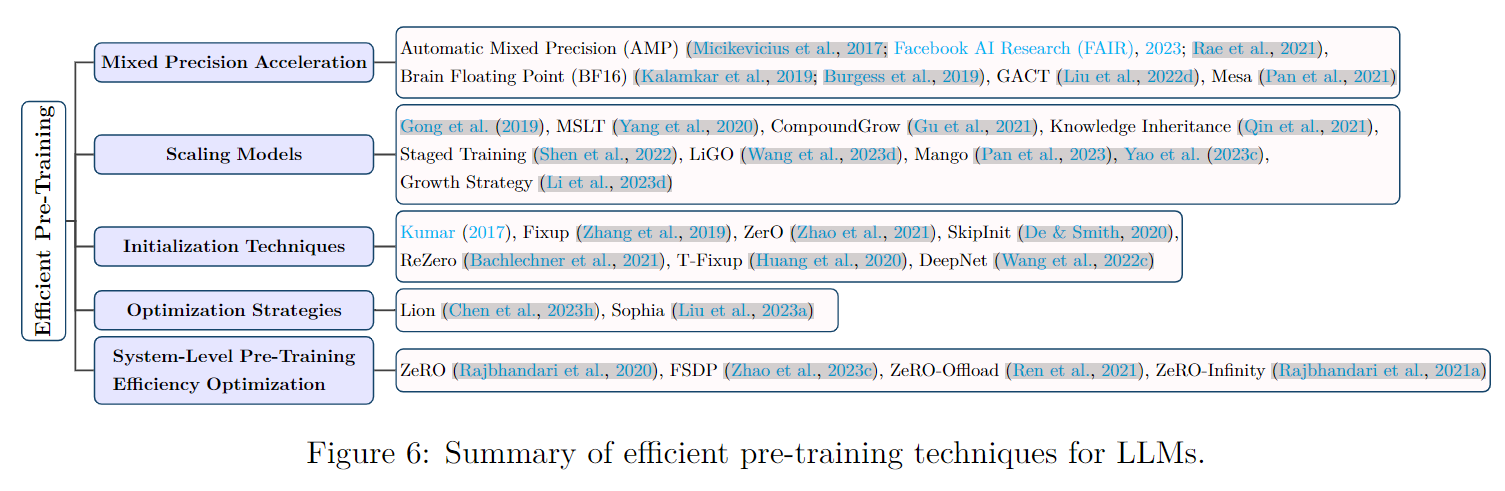 Efficient Pre-Training
Mixed Precision Acceleration
Automatic Mixed Precision (AMP) (Micikevicius et al., 2017; Facebook AI Research (FAIR), 2023; Rae et al., 2021),
Brain Floating Point (BF16) (Kalamkar et al., 2019; Burgess et al., 2019), GACT (Liu et al., 2022d), Mesa (Pan et al., 2021)
Scaling Models
Gong et al. (2019), MSLT (Yang et al., 2020), CompoundGrow (Gu et al., 2021), Knowledge Inheritance (Qin et al., 2021),
Staged Training (Shen et al., 2022), LiGO (Wang et al., 2023d), Mango (Pan et al., 2023), Yao et al. (2023c),
Growth Strategy (Li et al., 2023d)
Initialization Techniques
Kumar (2017), Fixup (Zhang et al., 2019), ZerO (Zhao et al., 2021), SkipInit (De & Smith, 2020),
ReZero (Bachlechner et al., 2021), T-Fixup (Huang et al., 2020), DeepNet (Wang et al., 2022c)
Optimization Strategies
Lion (Chen et al., 2023h), Sophia (Liu et al., 2023a)
System-Level Pre-Training
Efficiency Optimization
ZeRO (Rajbhandari et al., 2020), FSDP (Zhao et al., 2023c), ZeRO-Offload (Ren et al., 2021), ZeRO-Infinity (Rajbhandari et al., 2021a)
Figure 6: Summary of efficient pre-training techniques for LLMs.